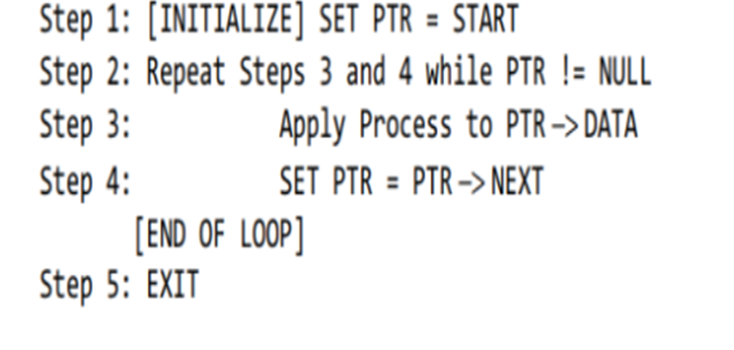 Step 1: [INITIALIZE] SET PTR = START
Step 2: Repeat Steps 3 and 4 while PTR != NULL
Step 3: Apply Process to PTR->DATA
Step 4: SET PTR = PTR->NEXT
[END OF LOOP]
Step 5: EXIT